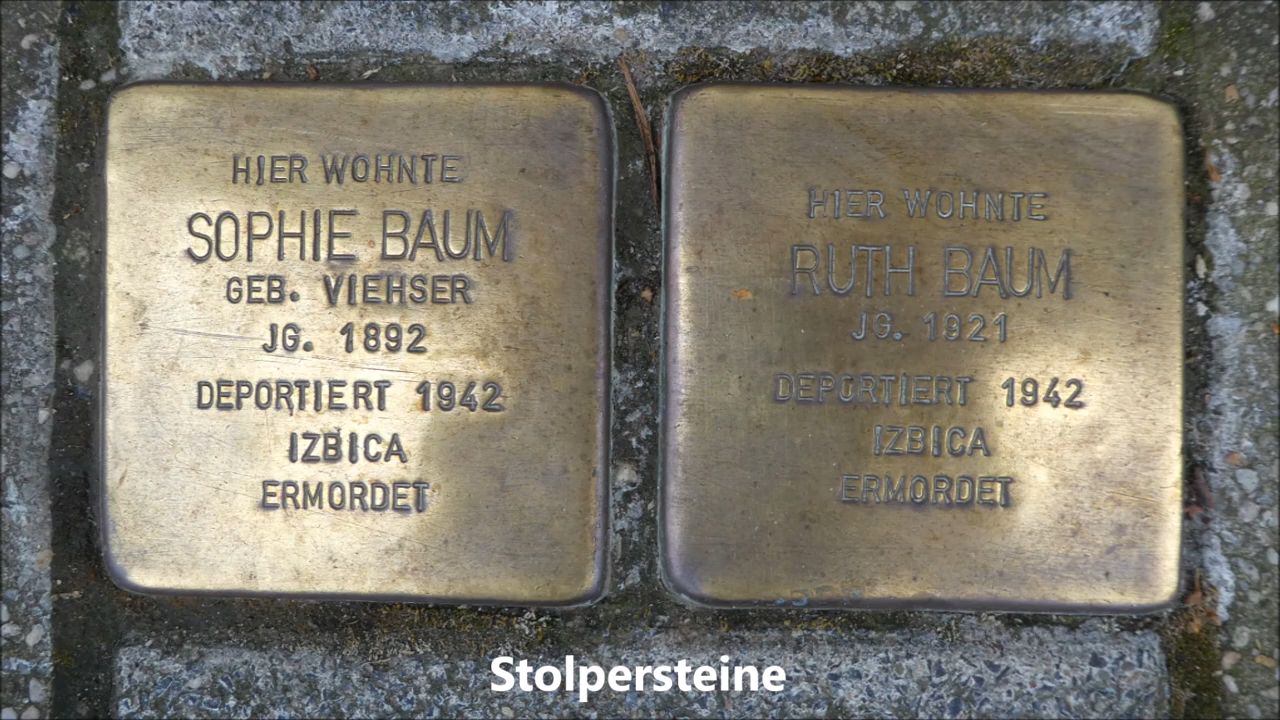 HIER WOHNTE
SOPHIE BAUM
GEB. VIEHSER
JG. 1892
DEPORTIERT 1942
IZBICA
ERMORDET
HIER WOHNTE
RUTH BAUM
JG. 1921
DEPORTIERT 1942
IZBICA
ERMORDET
Stolpersteine